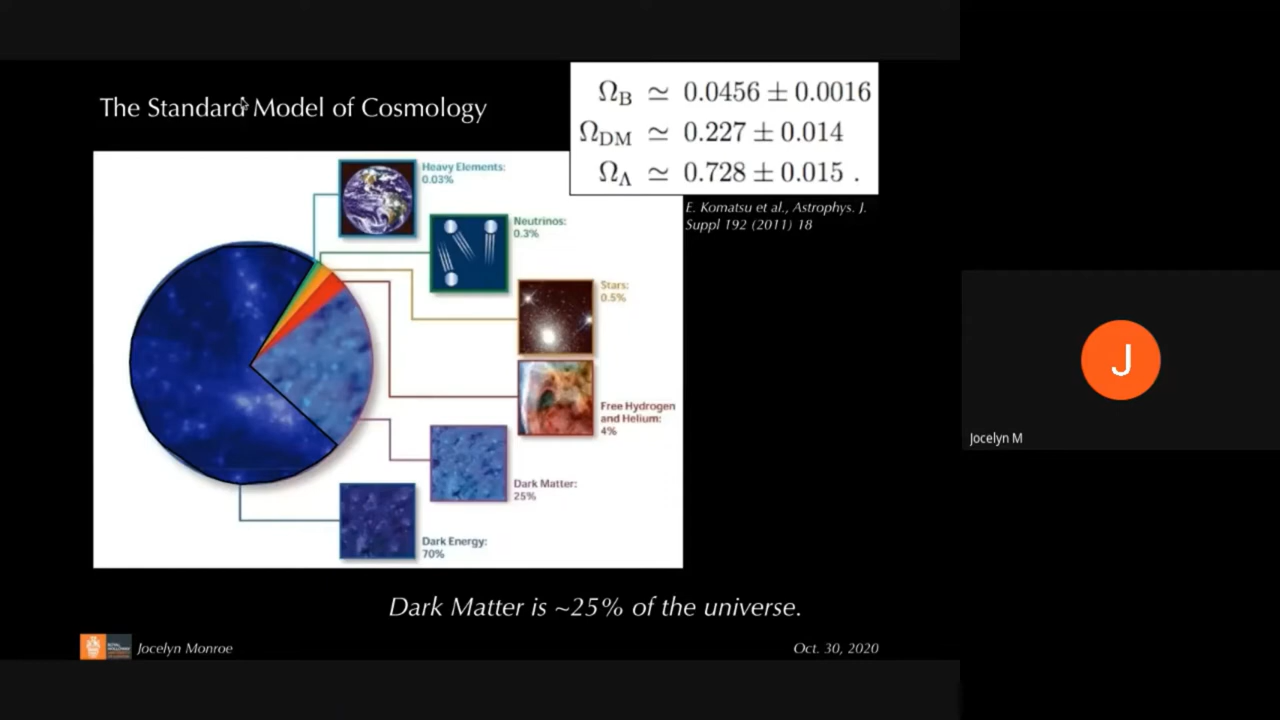 The Standard Model of Cosmology
Ω_B ≃ 0.0456 ± 0.0016
Ω_DM ≃ 0.227 ± 0.014
Ω_Λ ≃ 0.728 ± 0.015 .
E. Komatsu et al., Astrophys. J.
Suppl 192 (2011) 18
Heavy Elements:
0.03%
Neutrinos:
0.3%
Stars:
0.5%
Free Hydrogen
and Helium:
4%
Dark Matter:
25%
Dark Energy:
70%
Dark Matter is ~25% of the universe.
Jocelyn Monroe
Oct. 30, 2020
J
Jocelyn M